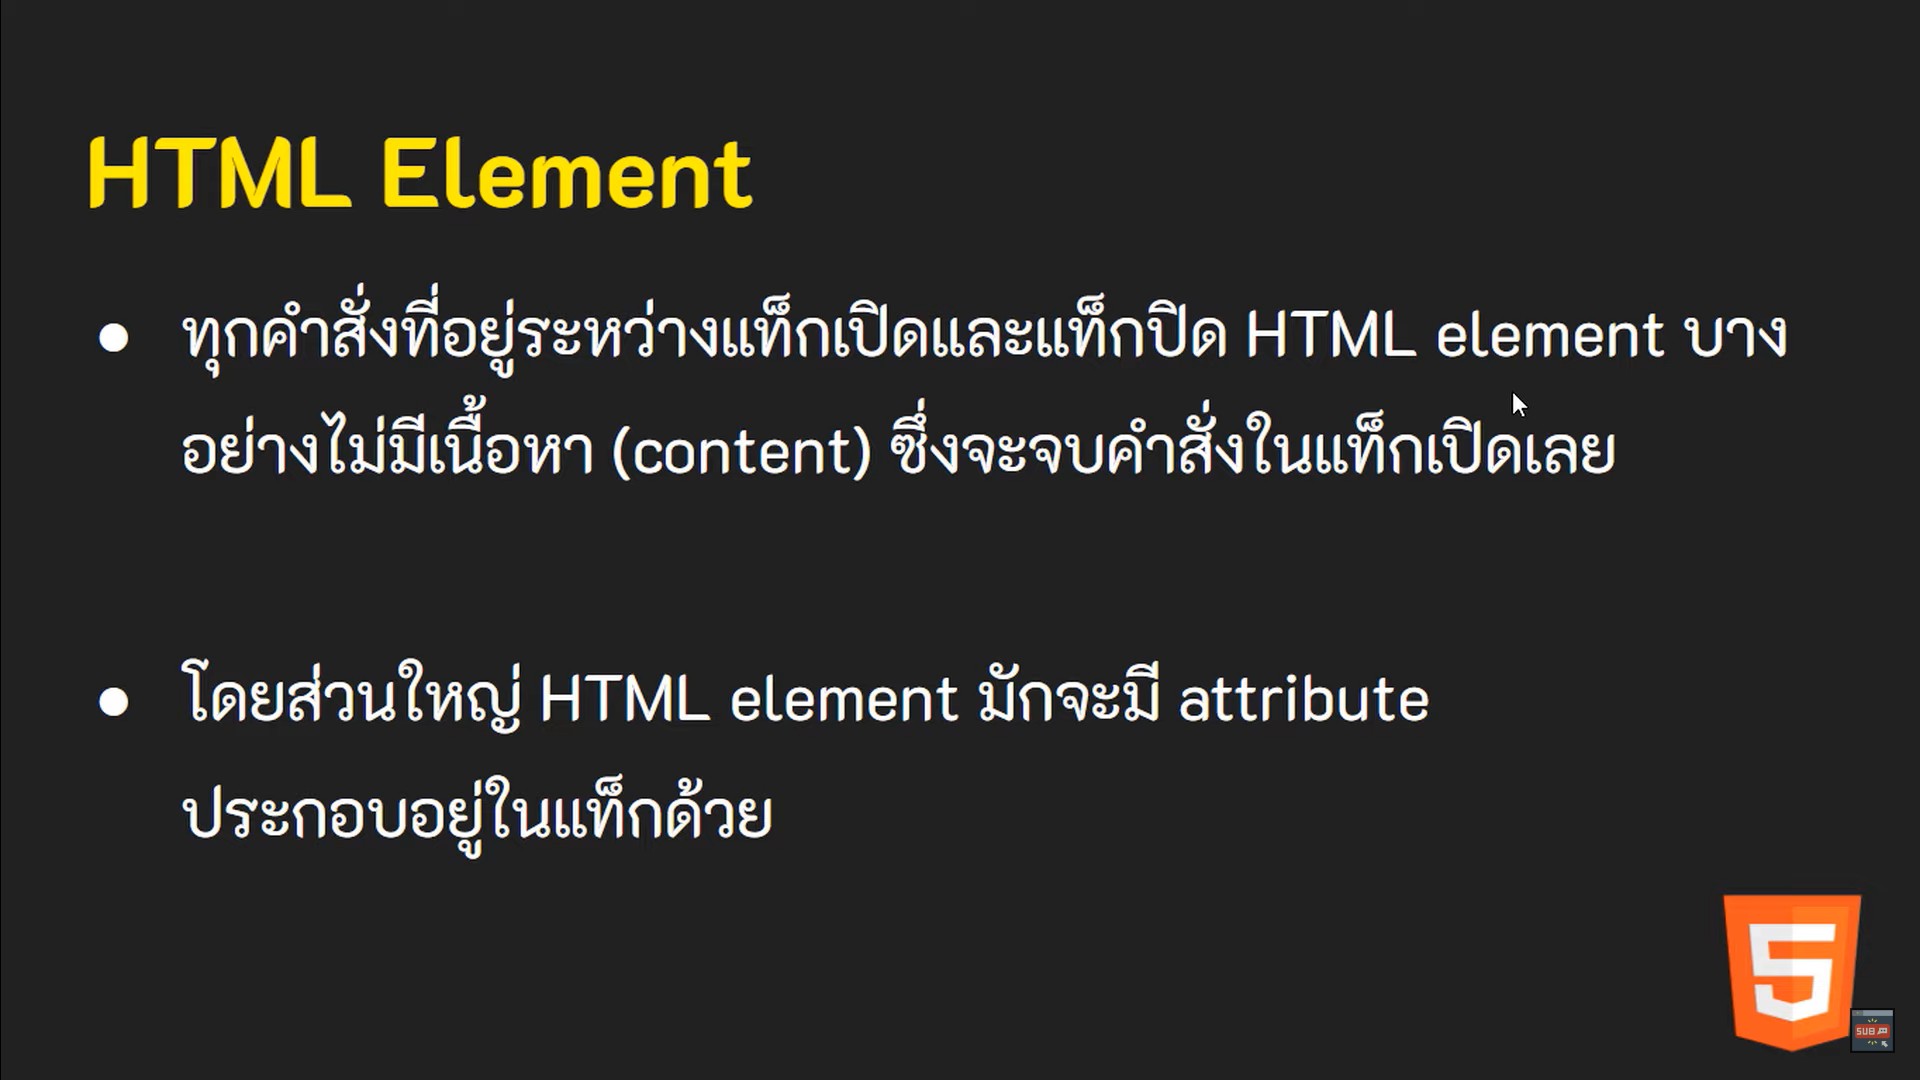 HTML Element
● ทุกคำสั่งที่อยู่ระหว่างแท็กเปิดและแท็กปิด HTML element บาง
อย่างไม่มีเนื้อหา (content) ซึ่งจะจบคำสั่งในแท็กเปิดเลย
● โดยส่วนใหญ่ HTML element มักจะมี attribute
ประกอบอยู่ในแท็กด้วย
5
SUB